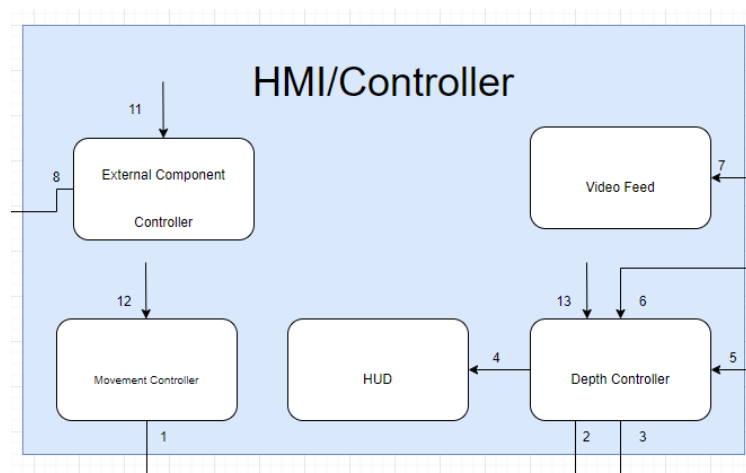 HMI/Controller
11
8
External Component
Controller
7
Video Feed
12
13
6
Movement Controller
HUD
4
Depth Controller
5
1
2
3